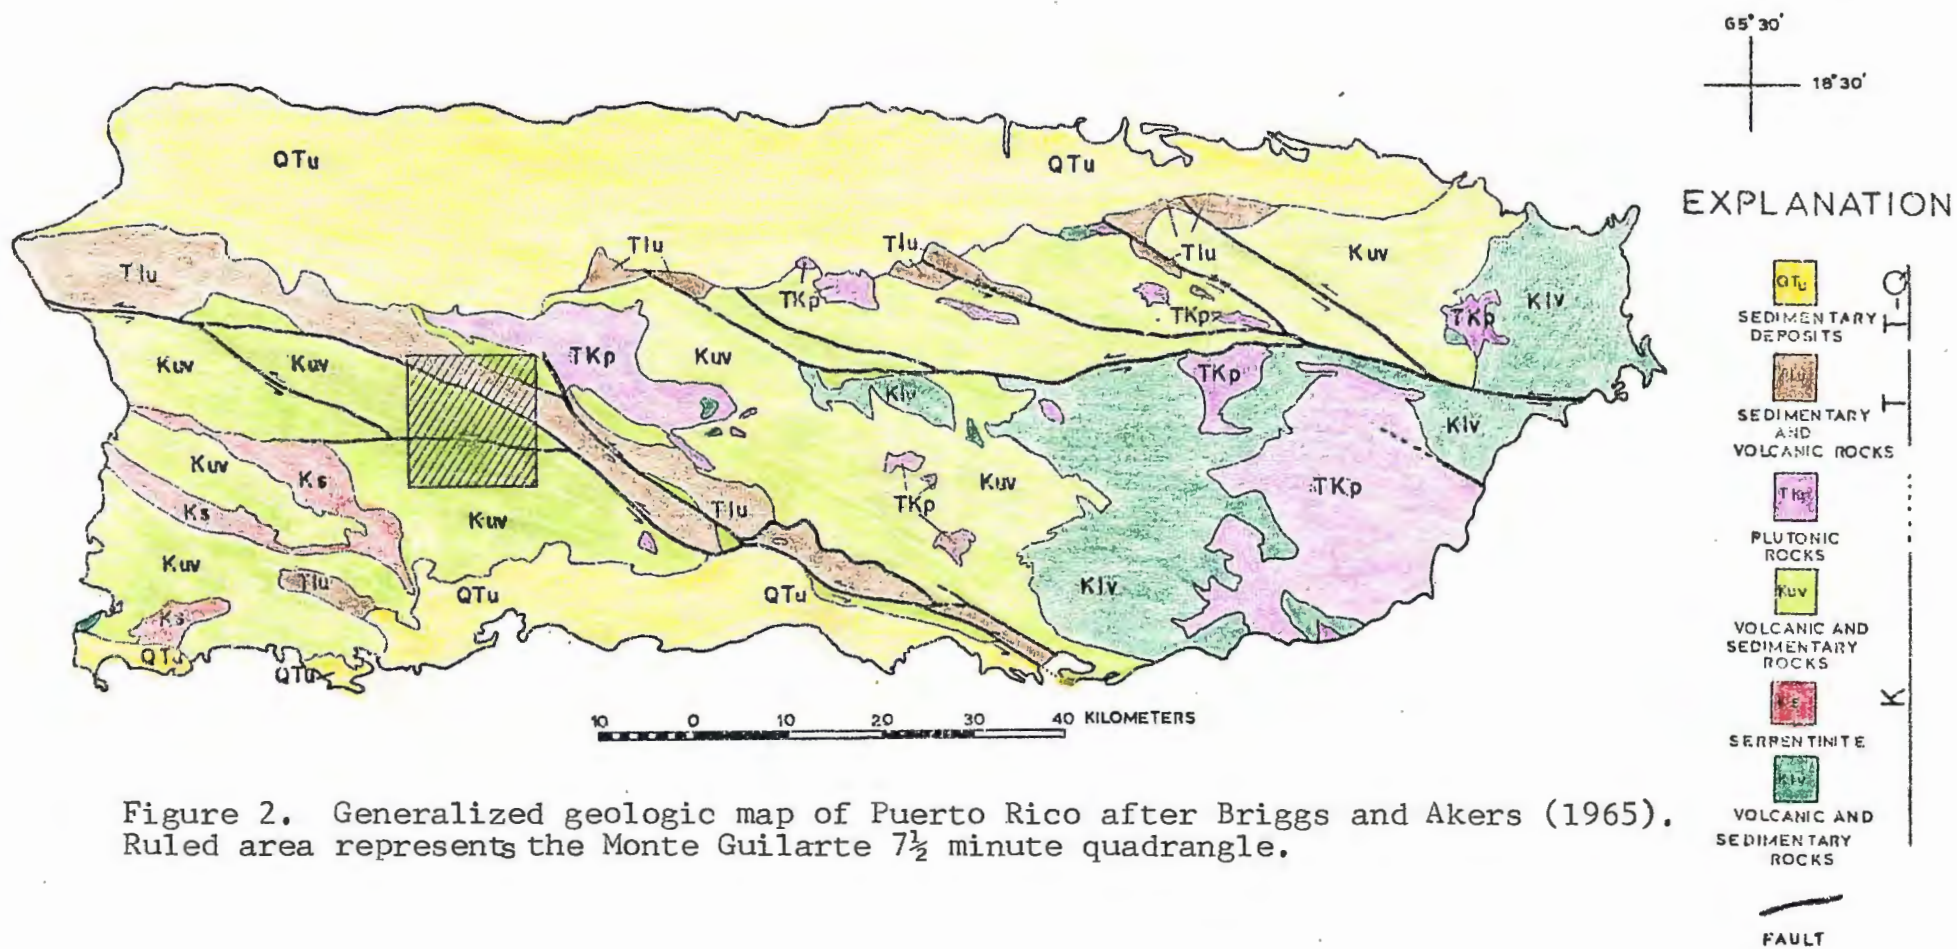 65°30'
18°30'
QTu
QTu
Tlu
Tlu
Tlu
Tlu
Kuv
TKp
TKp
TKp
Klv
Kuv
Kuv
TKp
Kuv
Klv
TKp
Klv
Kuv
Ks
Ks
Kuv
Tlu
TKp
Kuv
TKp
Kuv
Tlu
Ks
QTu
QTu
Klv
QTu
QTu
10 0 10 20 30 40 KILOMETERS
EXPLANATION
QTu
SEDIMENTARY
DEPOSITS
T-Q
Tlu
SEDIMENTARY
AND
VOLCANIC ROCKS
T
TKp
PLUTONIC
ROCKS
Kuv
VOLCANIC AND
SEDIMENTARY
ROCKS
Ks
SERPENTINITE
K
Klv
VOLCANIC AND
SEDIMENTARY
ROCKS
FAULT
Figure 2. Generalized geologic map of Puerto Rico after Briggs and Akers (1965).
Ruled area represents the Monte Guilarte 7½ minute quadrangle.